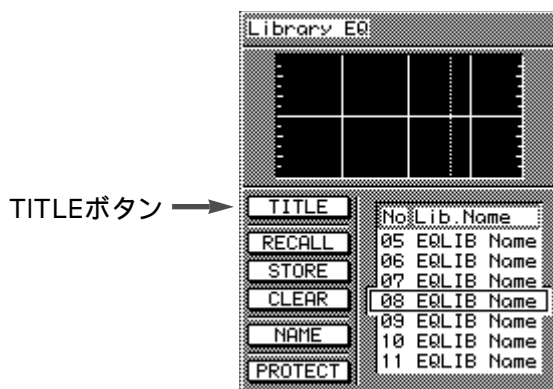 Library EQ
TITLEボタン
TITLE
RECALL
STORE
CLEAR
NAME
PROTECT
No Lib.Name
05 EQLIB Name
06 EQLIB Name
07 EQLIB Name
08 EQLIB Name
09 EQLIB Name
10 EQLIB Name
11 EQLIB Name